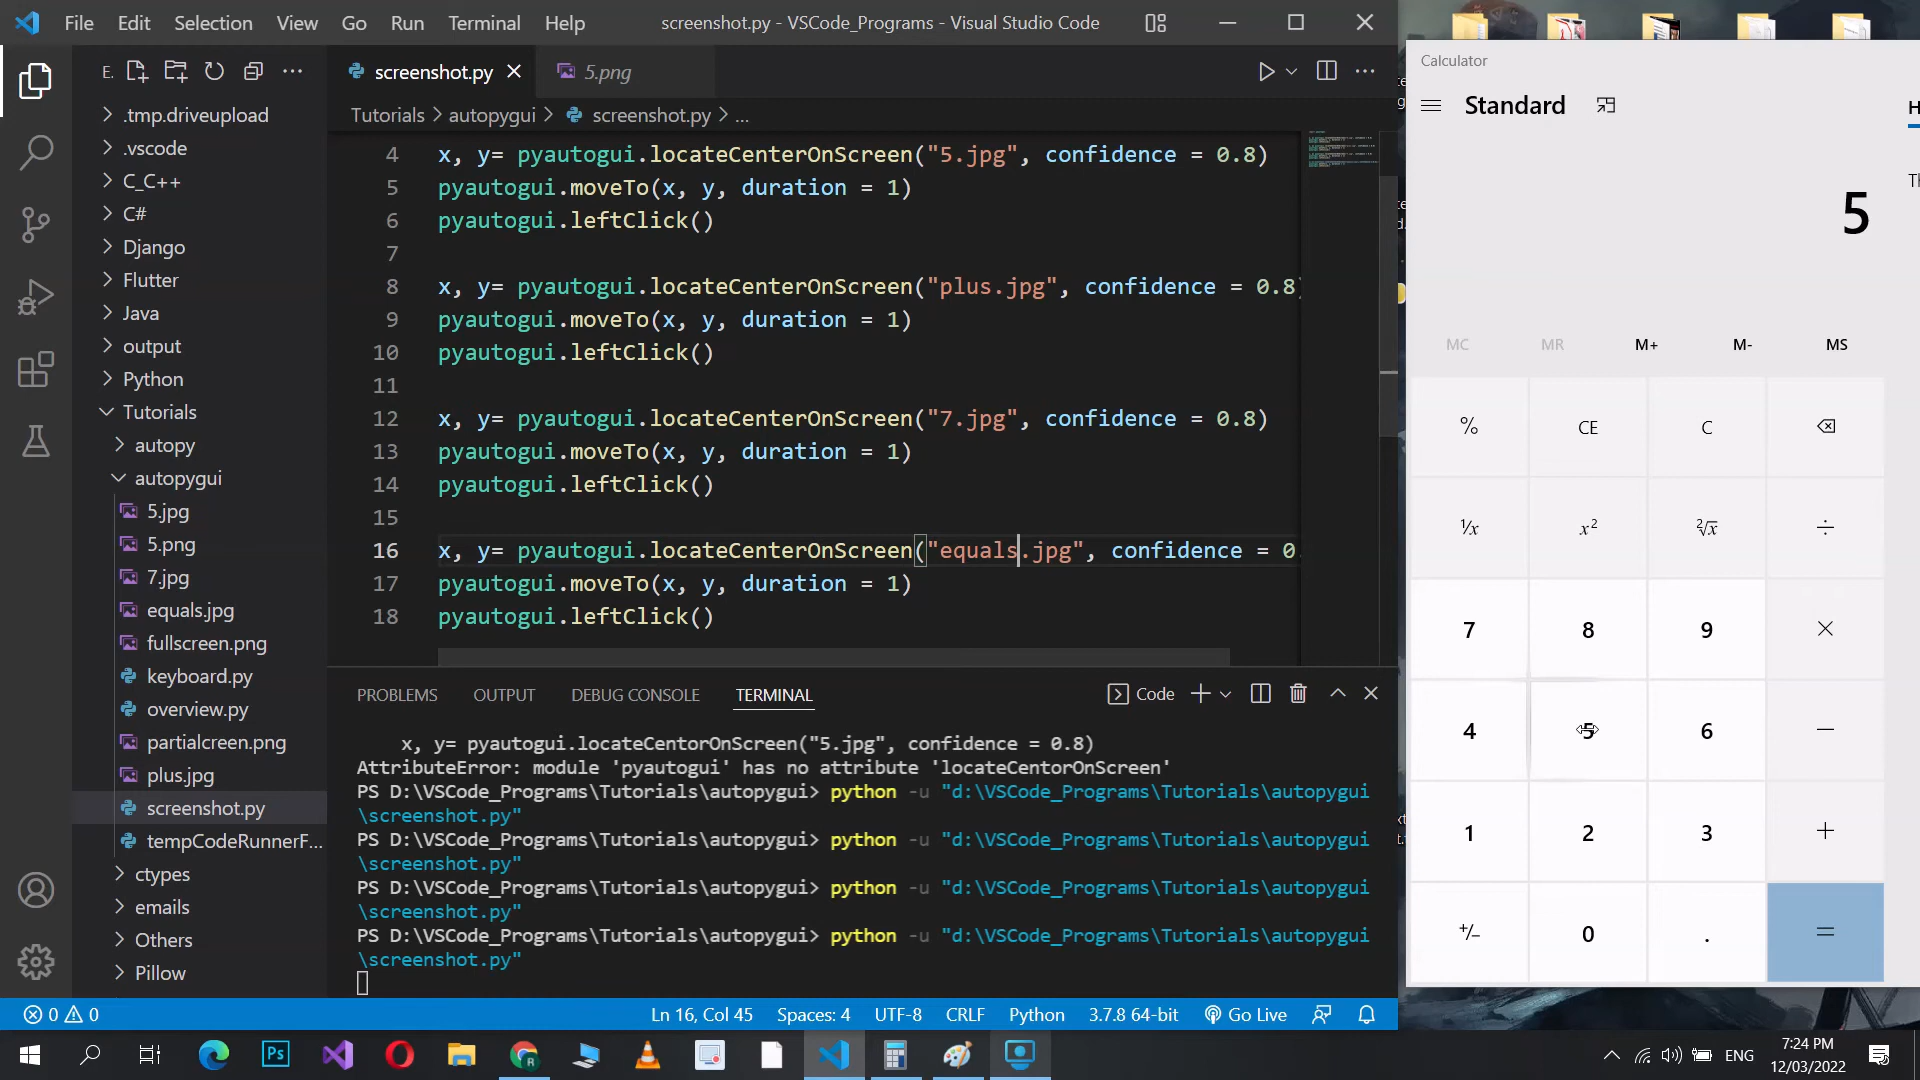 File Edit Selection View Go Run Terminal Help
screenshot.py - VSCode_Programs - Visual Studio Code
E.
.tmp.driveupload
.vscode
C_C++
C#
Django
Flutter
Java
output
Python
Tutorials
autopy
autopygui
5.jpg
5.png
7.jpg
equals.jpg
fullscreen.png
keyboard.py
overview.py
partialcreen.png
plus.jpg
screenshot.py
tempCodeRunnerF...
ctypes
emails
Others
Pillow
screenshot.py
5.png
Tutorials > autopygui > screenshot.py > ...
4 x, y= pyautogui.locateCenterOnScreen("5.jpg", confidence = 0.8)
5 pyautogui.moveTo(x, y, duration = 1)
6 pyautogui.leftClick()
7
8 x, y= pyautogui.locateCenterOnScreen("plus.jpg", confidence = 0.8)
9 pyautogui.moveTo(x, y, duration = 1)
10 pyautogui.leftClick()
11
12 x, y= pyautogui.locateCenterOnScreen("7.jpg", confidence = 0.8)
13 pyautogui.moveTo(x, y, duration = 1)
14 pyautogui.leftClick()
15
16 x, y= pyautogui.locateCenterOnScreen("equals.jpg", confidence = 0
17 pyautogui.moveTo(x, y, duration = 1)
18 pyautogui.leftClick()
PROBLEMS OUTPUT DEBUG CONSOLE TERMINAL
Code
x, y= pyautogui.locateCentorOnScreen("5.jpg", confidence = 0.8)
AttributeError: module 'pyautogui' has no attribute 'locateCentorOnScreen'
PS D:\VSCode_Programs\Tutorials\autopygui> python -u "d:\VSCode_Programs\Tutorials\autopygui
\screenshot.py"
PS D:\VSCode_Programs\Tutorials\autopygui> python -u "d:\VSCode_Programs\Tutorials\autopygui
\screenshot.py"
PS D:\VSCode_Programs\Tutorials\autopygui> python -u "d:\VSCode_Programs\Tutorials\autopygui
\screenshot.py"
PS D:\VSCode_Programs\Tutorials\autopygui> python -u "d:\VSCode_Programs\Tutorials\autopygui
\screenshot.py"
0 0
Ln 16, Col 45 Spaces: 4 UTF-8 CRLF Python 3.7.8 64-bit Go Live
Calculator
Standard
H
Th
5
MC MR M+ M- MS
% CE C
¹/x x² ²√x ÷
7 8 9 ×
4 5 6 −
1 2 3 +
+/− 0 . =
Ps
ENG
7:24 PM
12/03/2022